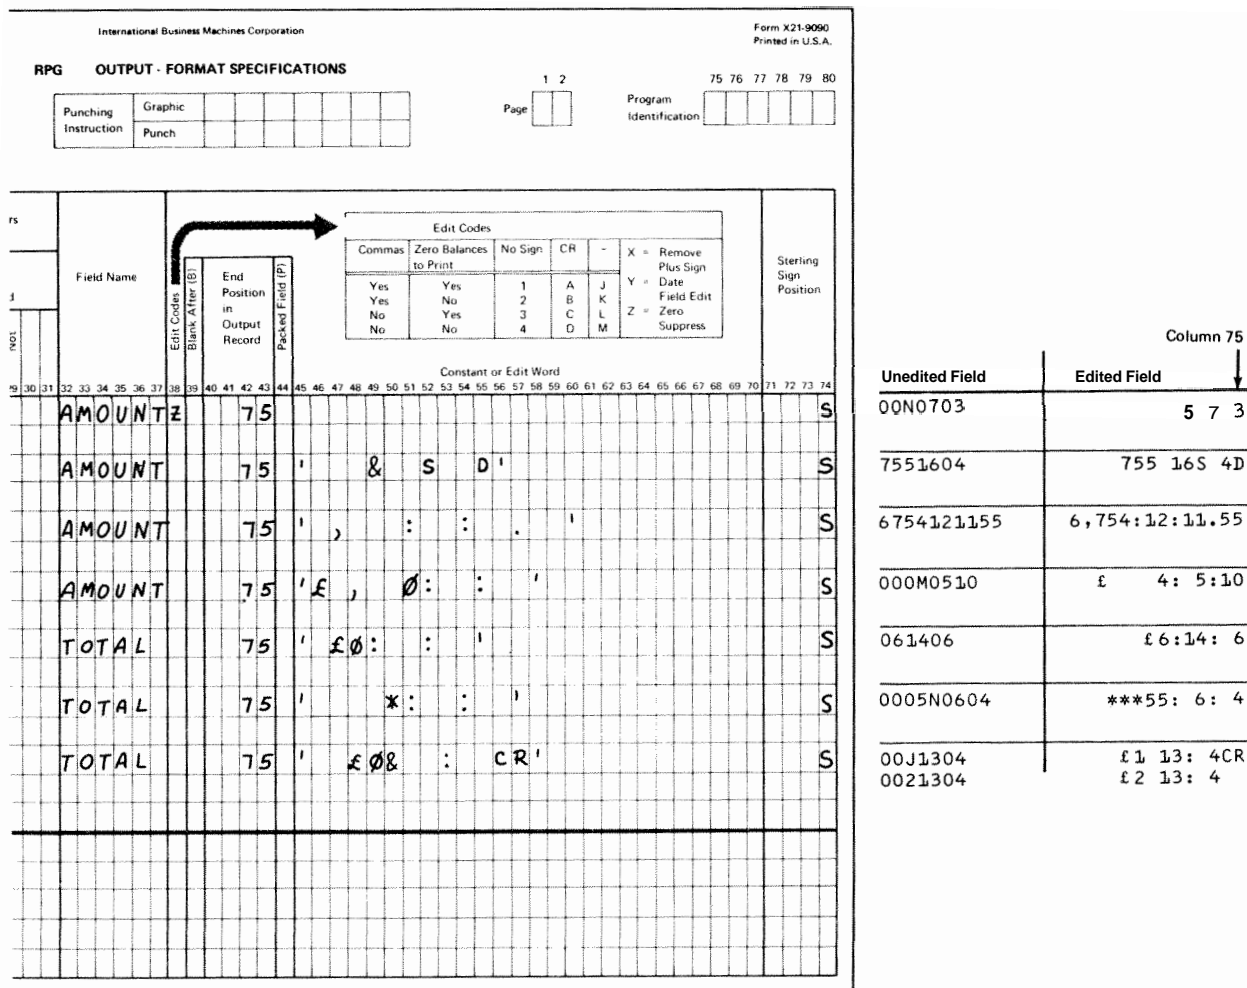 International Business Machines Corporation
Form X21-9090
Printed in U.S.A.
RPG OUTPUT - FORMAT SPECIFICATIONS
1 2
75 76 77 78 79 80
Punching Instruction
Graphic
Punch
Page
Program Identification
rs
Field Name
Edit Codes
Blank After (B)
End Position in Output Record
Packed Field (P)
Edit Codes
Commas Zero Balances to Print No Sign CR -
Yes Yes 1 A J
Yes No 2 B K
No Yes 3 C L
No No 4 D M
X = Remove Plus Sign
Y = Date Field Edit
Z = Zero Suppress
Sterling Sign Position
Not
Constant or Edit Word
30 31 32 33 34 35 36 37 38 39 40 41 42 43 44 45 46 47 48 49 50 51 52 53 54 55 56 57 58 59 60 61 62 63 64 65 66 67 68 69 70 71 72 73 74
Column 75
Unedited Field Edited Field
AMOUNT Z 75 S 00N0703 5 7 3
AMOUNT 75 '   &  S  D' S 7551604 755 16S 4D
AMOUNT 75 ' ,   :  :  .  ' S 6754121155 6,754:12:11.55
AMOUNT 75 '£ ,  Ø:  :  ' S 000M0510 £ 4: 5:10
TOTAL 75 ' £Ø:  :  ' S 061406 £6:14: 6
TOTAL 75 '    *:  :  ' S 0005N0604 ***55: 6: 4
TOTAL 75 '  £Ø&  :  CR' S 00J1304 £1 13: 4CR
0021304 £2 13: 4